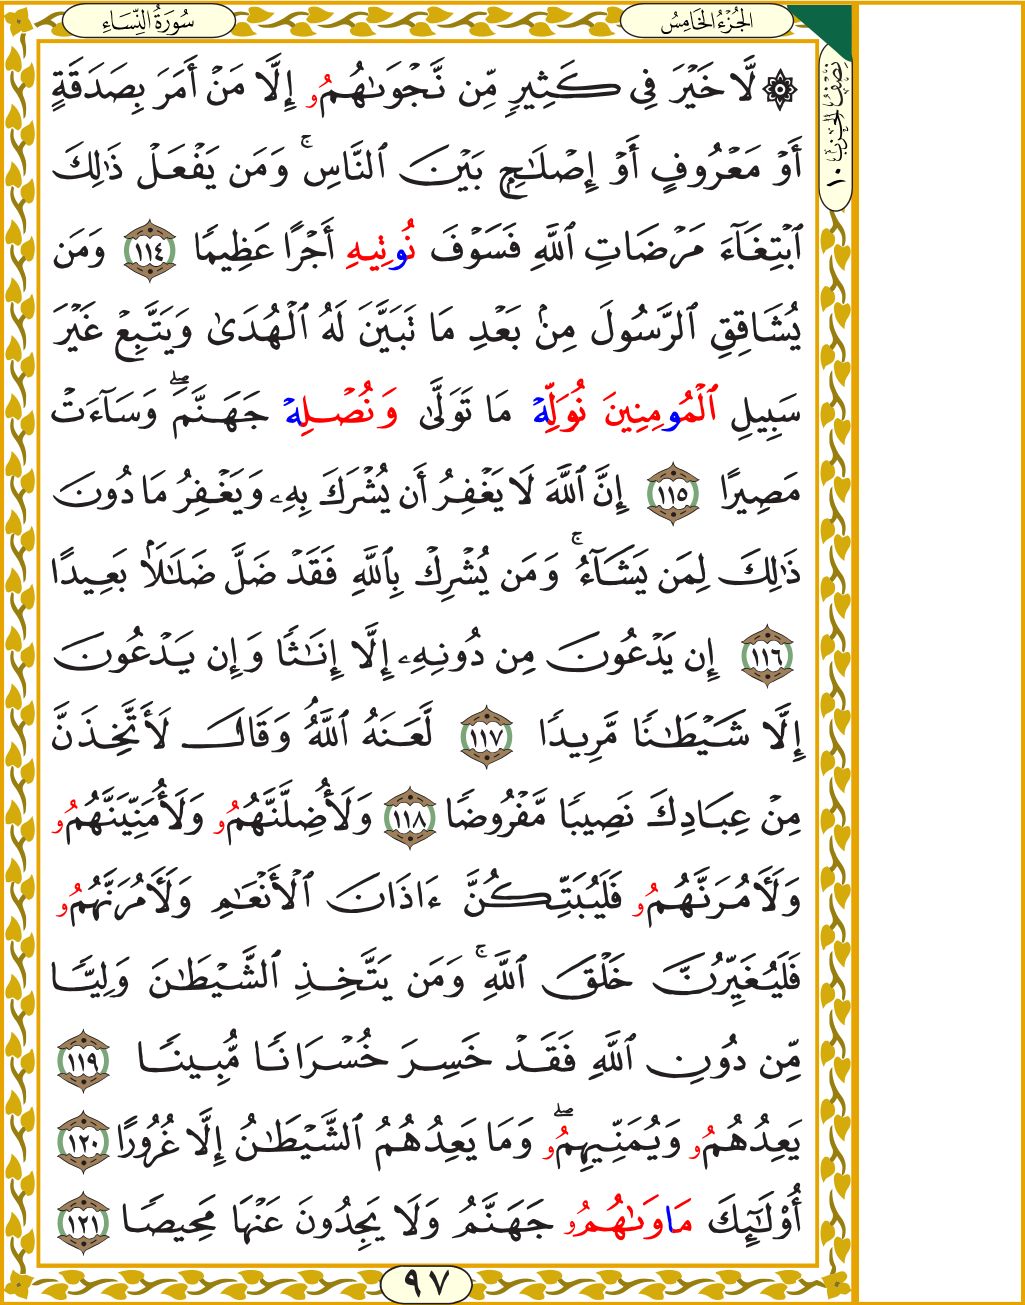 سُورَةُ النِّسَاءِ
الجُزْءُ الخَامِسُ
نِصْفُ الحِزْبِ ١٠
۞ لَّا خَيْرَ فِي كَثِيرٍ مِّن نَّجْوَىٰهُمُۥ إِلَّا مَنْ أَمَرَ بِصَدَقَةٍ
أَوْ مَعْرُوفٍ أَوْ إِصْلَٰحٍ بَيْنَ ٱلنَّاسِ ۚ وَمَن يَفْعَلْ ذَٰلِكَ
ٱبْتِغَآءَ مَرْضَاتِ ٱللَّهِ فَسَوْفَ نُوتِيهِ أَجْرًا عَظِيمًا ١١٤ وَمَن
يُشَاقِقِ ٱلرَّسُولَ مِنۢ بَعْدِ مَا تَبَيَّنَ لَهُ ٱلْهُدَىٰ وَيَتَّبِعْ غَيْرَ
سَبِيلِ ٱلْمُومِنِينَ نُوَلِّهْ مَا تَوَلَّىٰ وَنُصْلِهْ جَهَنَّمَ ۖ وَسَآءَتْ
مَصِيرًا ١١٥ إِنَّ ٱللَّهَ لَا يَغْفِرُ أَن يُشْرَكَ بِهِۦ وَيَغْفِرُ مَا دُونَ
ذَٰلِكَ لِمَن يَشَآءُ ۚ وَمَن يُشْرِكْ بِٱللَّهِ فَقَدْ ضَلَّ ضَلَٰلًۢا بَعِيدًا
١١٦ إِن يَدْعُونَ مِن دُونِهِۦ إِلَّا إِنَٰثًا وَإِن يَدْعُونَ
إِلَّا شَيْطَٰنًا مَّرِيدًا ١١٧ لَّعَنَهُ ٱللَّهُ وَقَالَ لَأَتَّخِذَنَّ
مِنْ عِبَادِكَ نَصِيبًا مَّفْرُوضًا ١١٨ وَلَأُضِلَّنَّهُمُۥ وَلَأُمَنِّيَنَّهُمُۥ
وَلَأَمُرَنَّهُمُۥ فَلَيُبَتِّكُنَّ ءَاذَانَ ٱلْأَنْعَٰمِ وَلَأَمُرَنَّهُمُۥ
فَلَيُغَيِّرُنَّ خَلْقَ ٱللَّهِ ۚ وَمَن يَتَّخِذِ ٱلشَّيْطَٰنَ وَلِيًّا
مِّن دُونِ ٱللَّهِ فَقَدْ خَسِرَ خُسْرَانًا مُّبِينًا ١١٩
يَعِدُهُمُۥ وَيُمَنِّيهِمُۥ ۖ وَمَا يَعِدُهُمُ ٱلشَّيْطَٰنُ إِلَّا غُرُورًا ١٢٠
أُوْلَٰٓئِكَ مَاوَىٰهُمُۥ جَهَنَّمُ وَلَا يَجِدُونَ عَنْهَا مَحِيصًا ١٢١
٩٧